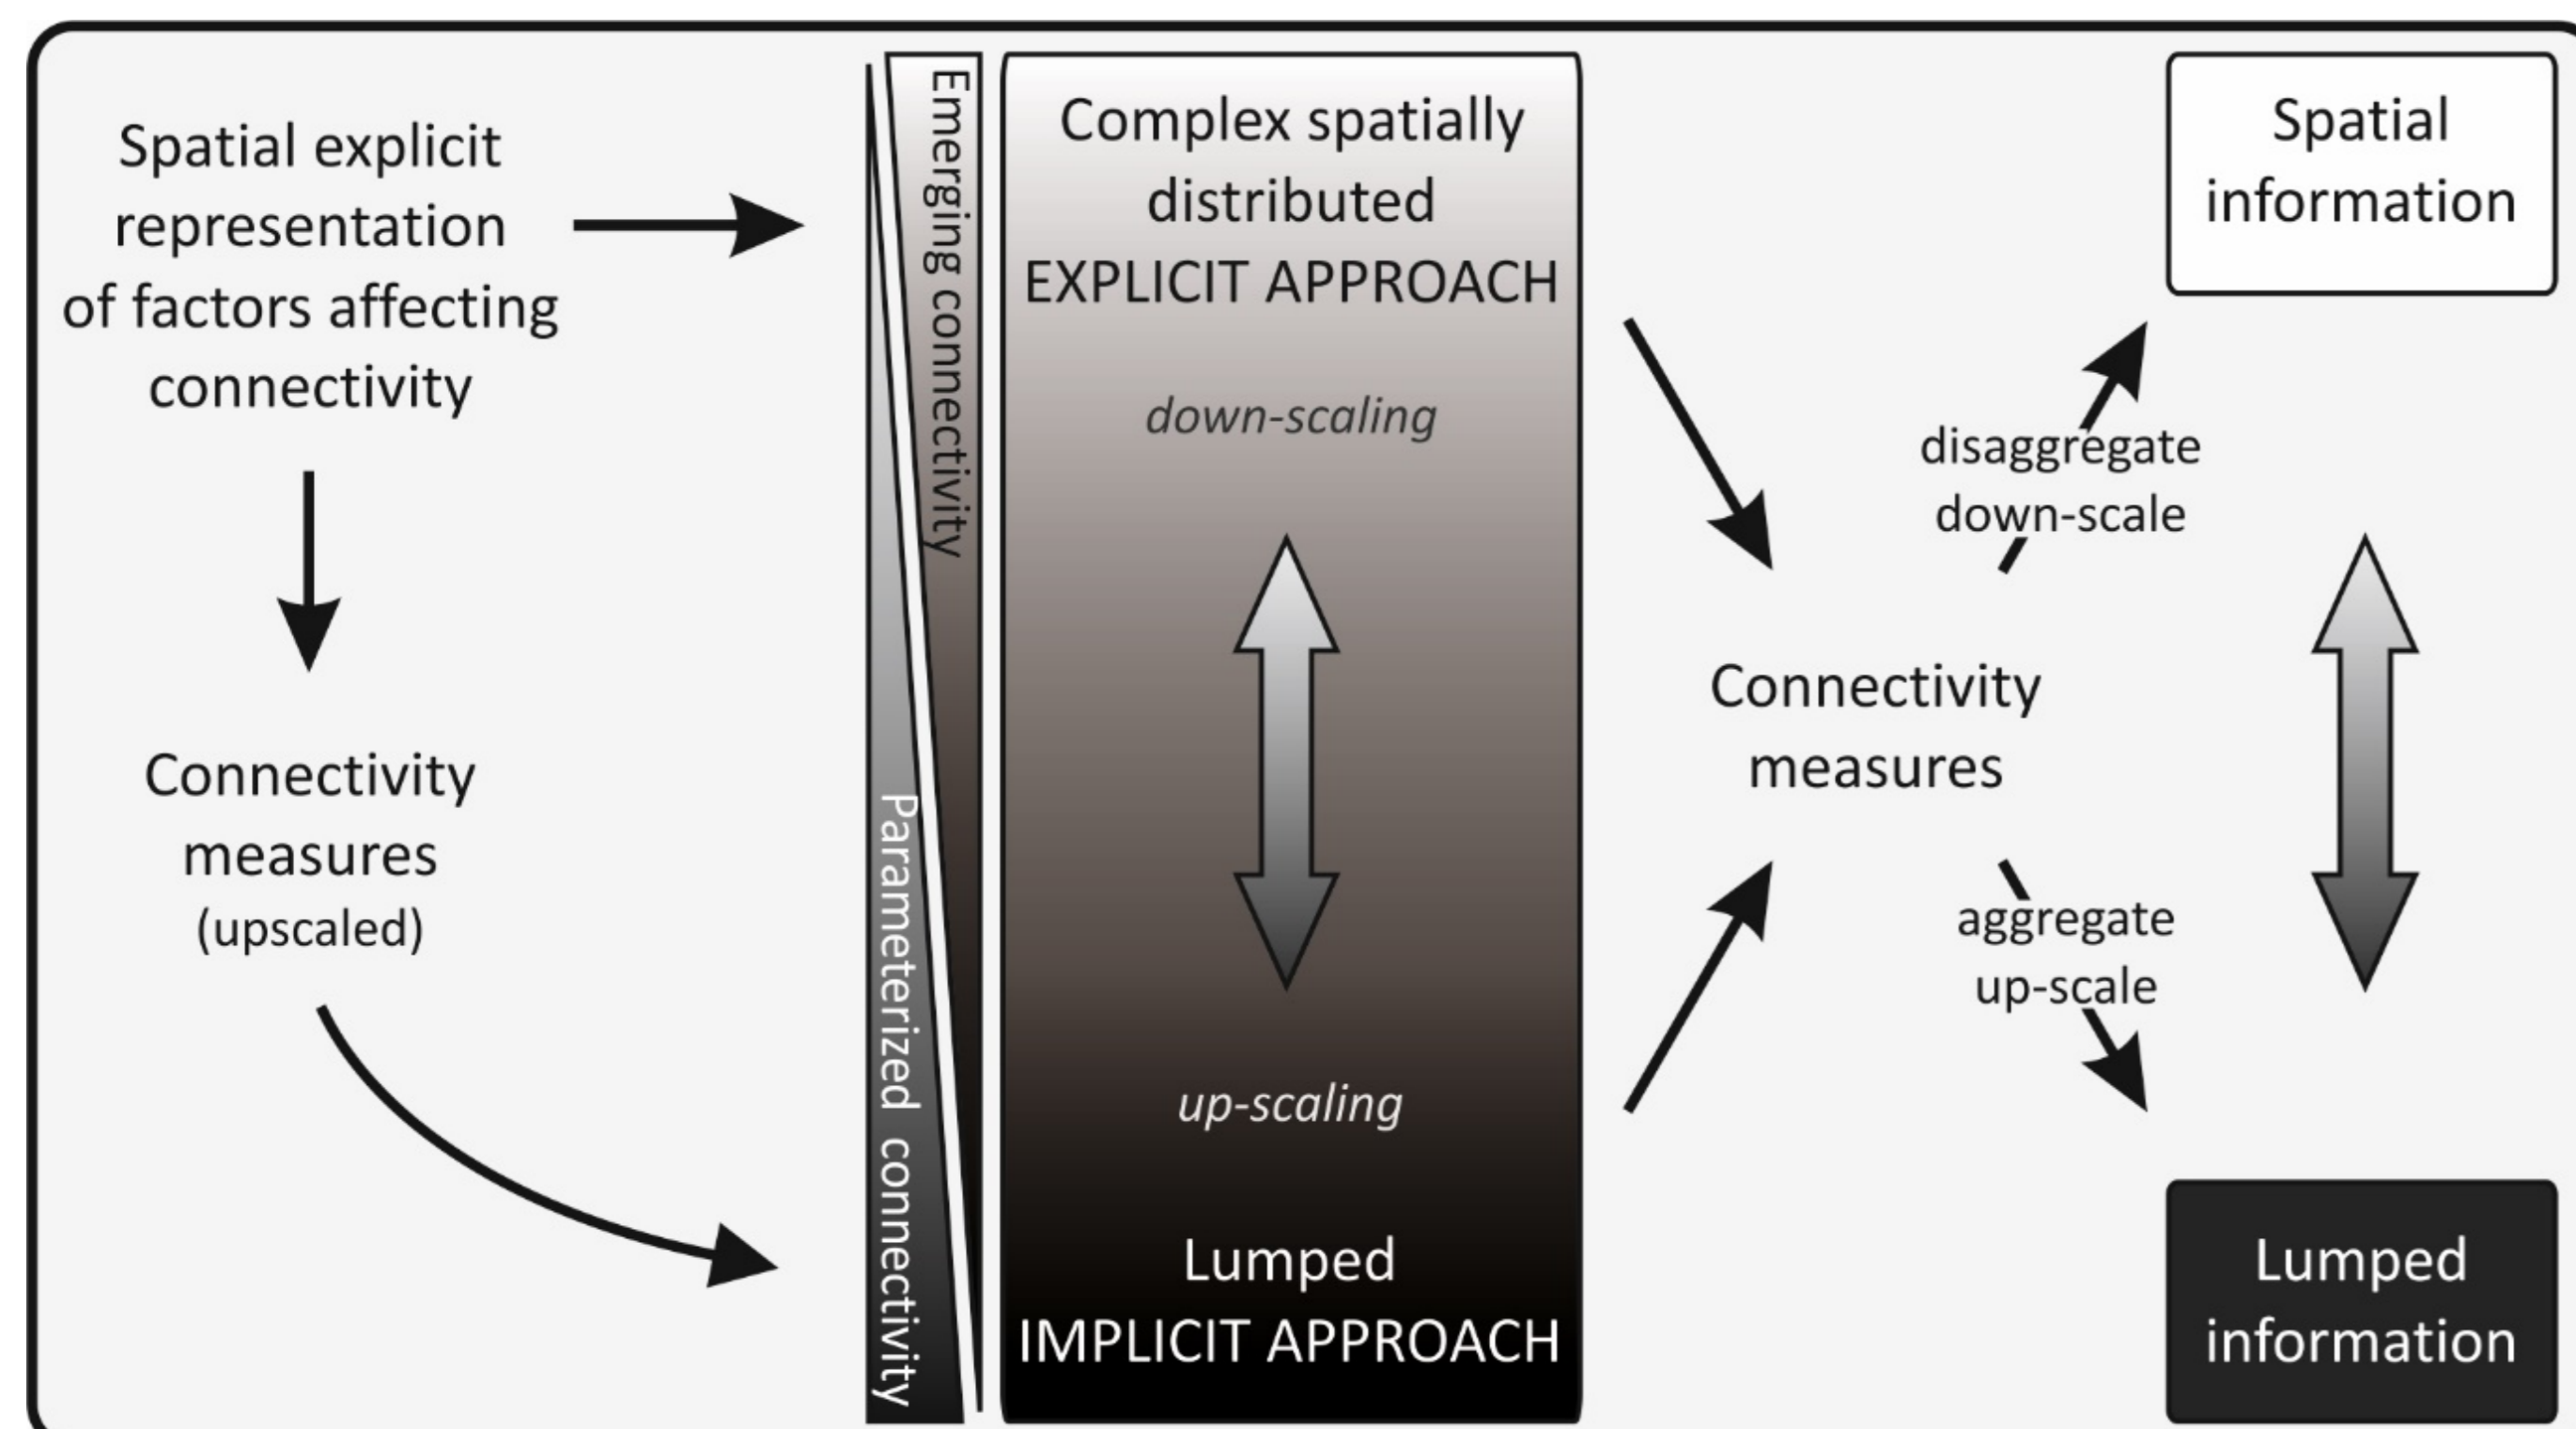 Spatial explicit
representation
of factors affecting
connectivity
Connectivity
measures
(upscaled)
Emerging connectivity
Parameterized connectivity
Complex spatially
distributed
EXPLICIT APPROACH
down-scaling
up-scaling
Lumped
IMPLICIT APPROACH
Connectivity
measures
disaggregate
down-scale
aggregate
up-scale
Spatial
information
Lumped
information